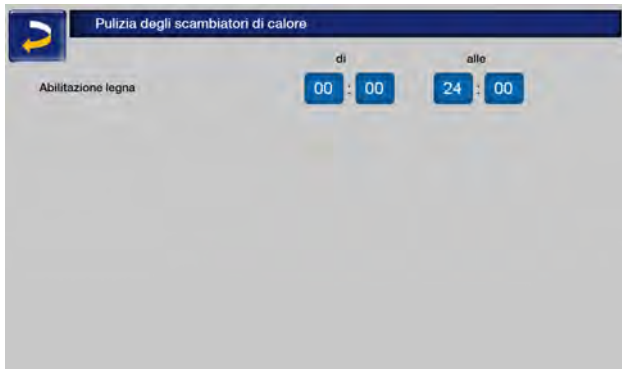 Pulizia degli scambiatori di calore
di alle
Abilitazione legna 00 : 00 24 : 00